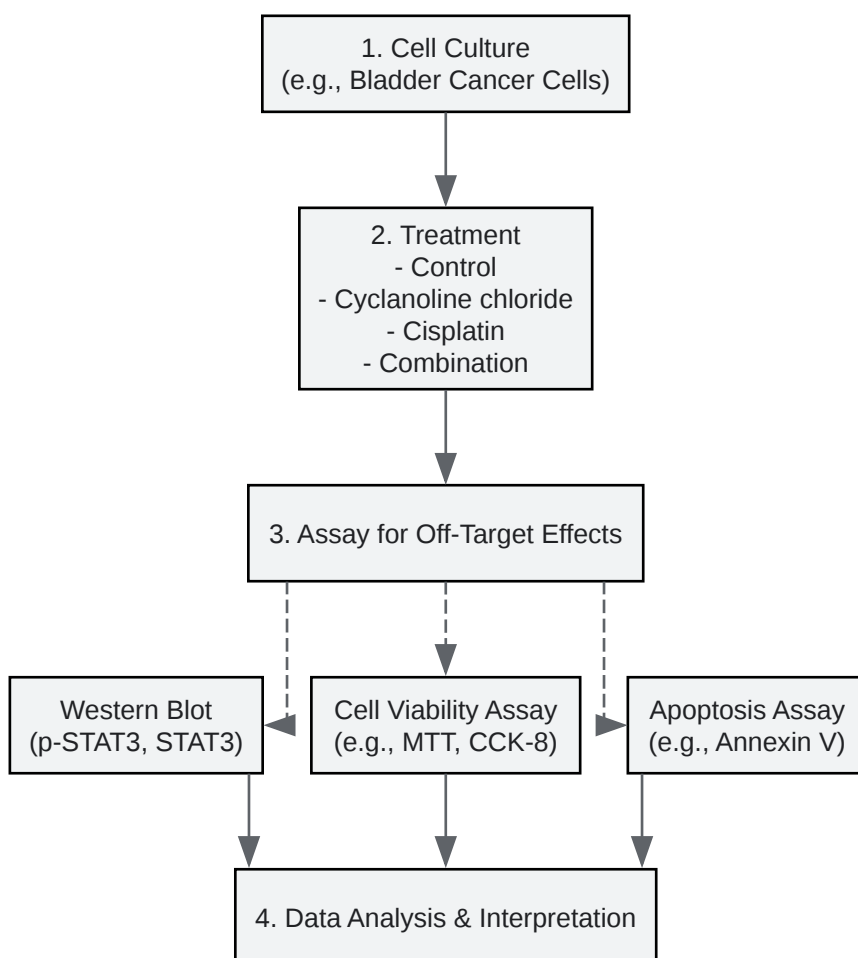 1. Cell Culture
(e.g., Bladder Cancer Cells)
2. Treatment
- Control
- Cyclanoline chloride
- Cisplatin
- Combination
3. Assay for Off-Target Effects
Western Blot
(p-STAT3, STAT3)
Cell Viability Assay
(e.g., MTT, CCK-8)
Apoptosis Assay
(e.g., Annexin V)
4. Data Analysis & Interpretation